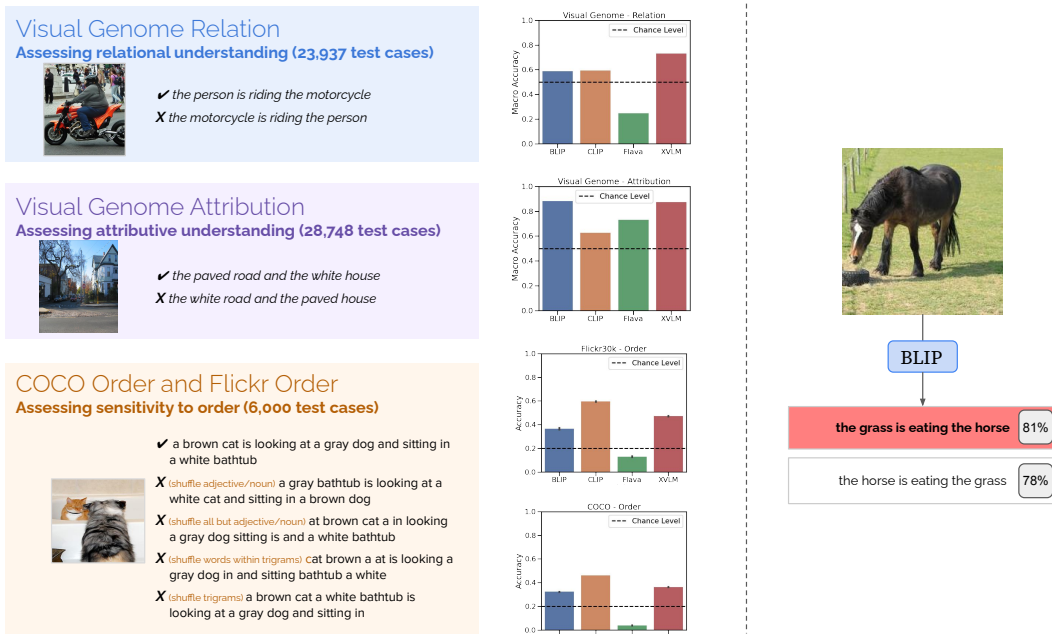 Visual Genome Relation
Assessing relational understanding (23,937 test cases)
✔ the person is riding the motorcycle
X the motorcycle is riding the person
Visual Genome Attribution
Assessing attributive understanding (28,748 test cases)
✔ the paved road and the white house
X the white road and the paved house
COCO Order and Flickr Order
Assessing sensitivity to order (6,000 test cases)
✔ a brown cat is looking at a gray dog and sitting in
a white bathtub
X (shuffle adjective/noun) a gray bathtub is looking at a
white cat and sitting in a brown dog
X (shuffle all but adjective/noun) at brown cat a in looking
a gray dog sitting is and a white bathtub
X (shuffle words within trigrams) cat brown a at is looking a
gray dog in and sitting bathtub a white
X (shuffle trigrams) a brown cat a white bathtub is
looking at a gray dog and sitting in
Visual Genome - Relation
Chance Level
Macro Accuracy
1.0
0.8
0.6
0.4
0.2
0.0
BLIP CLIP Flava XVLM
Visual Genome - Attribution
Chance Level
Macro Accuracy
1.0
0.8
0.6
0.4
0.2
0.0
BLIP CLIP Flava XVLM
Flickr30k - Order
Chance Level
Accuracy
1.0
0.8
0.6
0.4
0.2
0.0
BLIP CLIP Flava XVLM
COCO - Order
Chance Level
Accuracy
1.0
0.8
0.6
0.4
0.2
0.0
BLIP
the grass is eating the horse 81%
the horse is eating the grass 78%